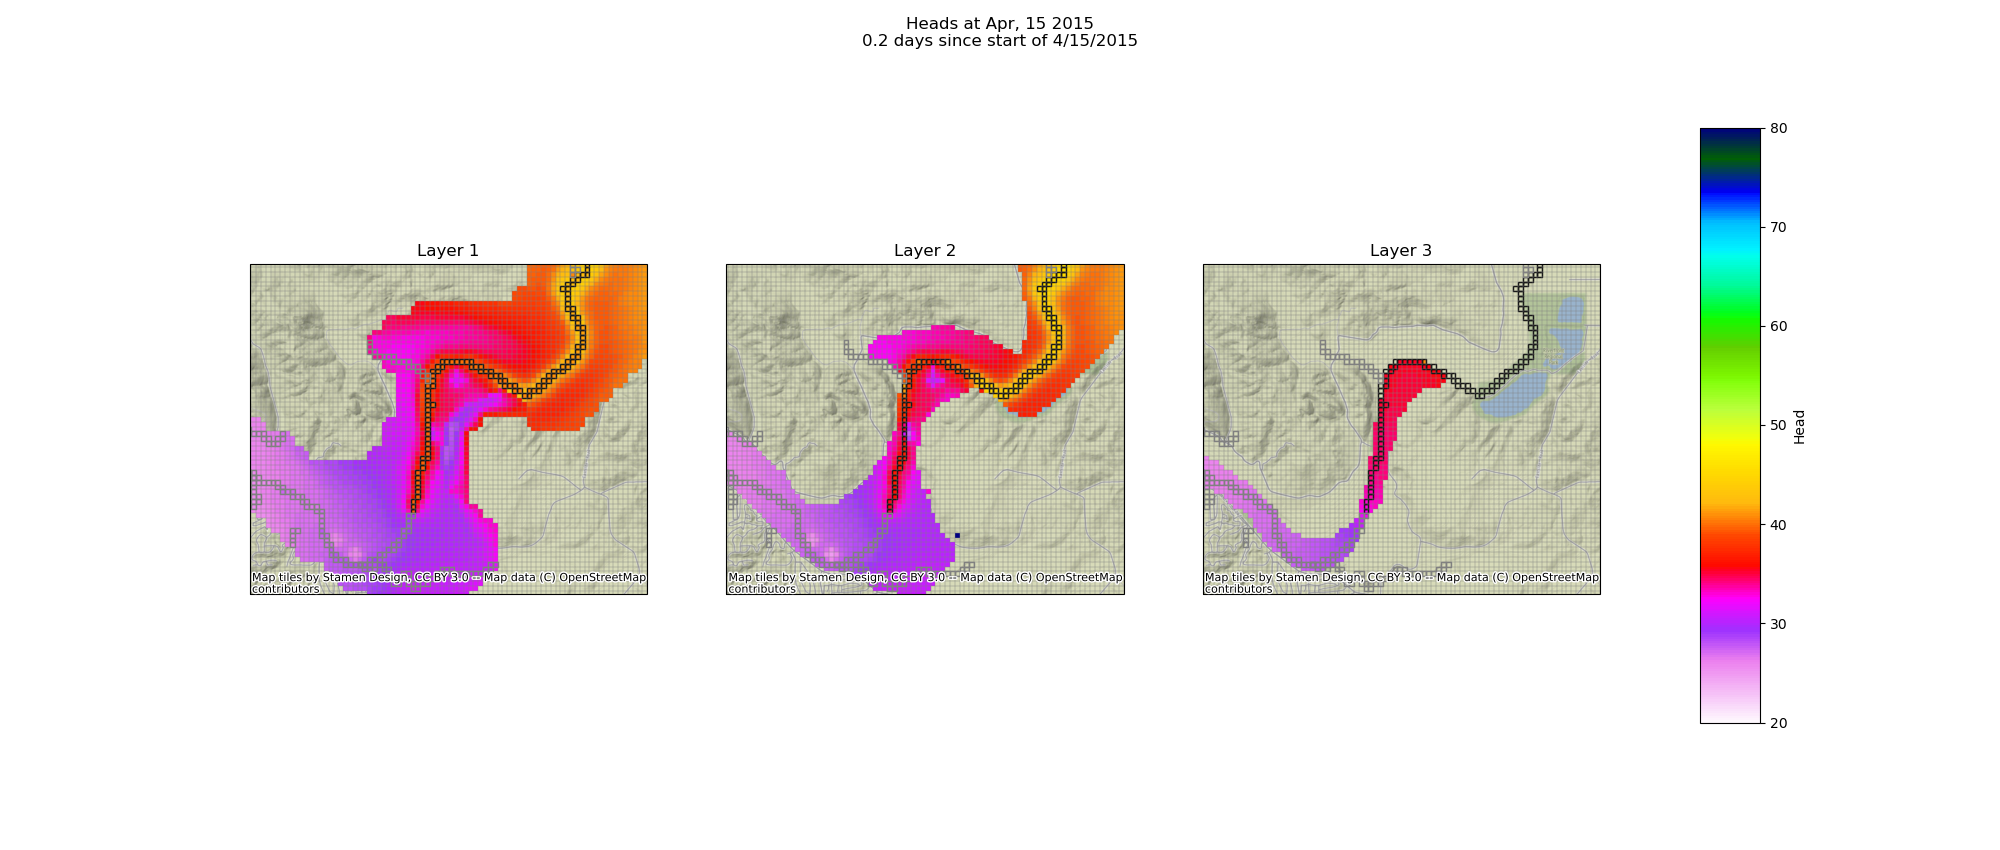 Heads at Apr, 15 2015
0.2 days since start of 4/15/2015
Layer 1
Layer 2
Layer 3
Map tiles by Stamen Design, CC BY 3.0 -- Map data (C) OpenStreetMap
contributors
Map tiles by Stamen Design, CC BY 3.0 -- Map data (C) OpenStreetMap
contributors
Map tiles by Stamen Design, CC BY 3.0 -- Map data (C) OpenStreetMap
contributors
80
70
60
50
40
30
20
Head